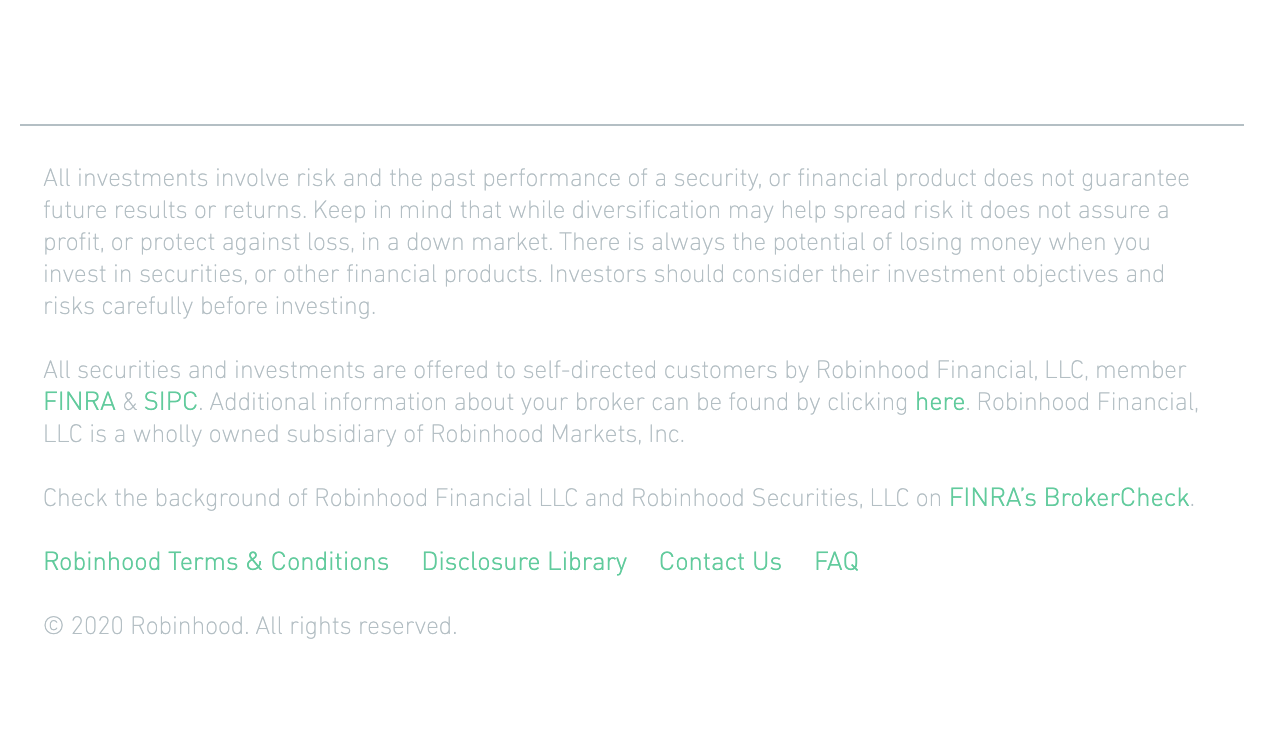 All investments involve risk and the past performance of a security, or financial product does not guarantee
future results or returns. Keep in mind that while diversification may help spread risk it does not assure a
profit, or protect against loss, in a down market. There is always the potential of losing money when you
invest in securities, or other financial products. Investors should consider their investment objectives and
risks carefully before investing.
All securities and investments are offered to self-directed customers by Robinhood Financial, LLC, member
FINRA & SIPC. Additional information about your broker can be found by clicking here. Robinhood Financial,
LLC is a wholly owned subsidiary of Robinhood Markets, Inc.
Check the background of Robinhood Financial LLC and Robinhood Securities, LLC on FINRA’s BrokerCheck.
Robinhood Terms & Conditions Disclosure Library Contact Us FAQ
© 2020 Robinhood. All rights reserved.